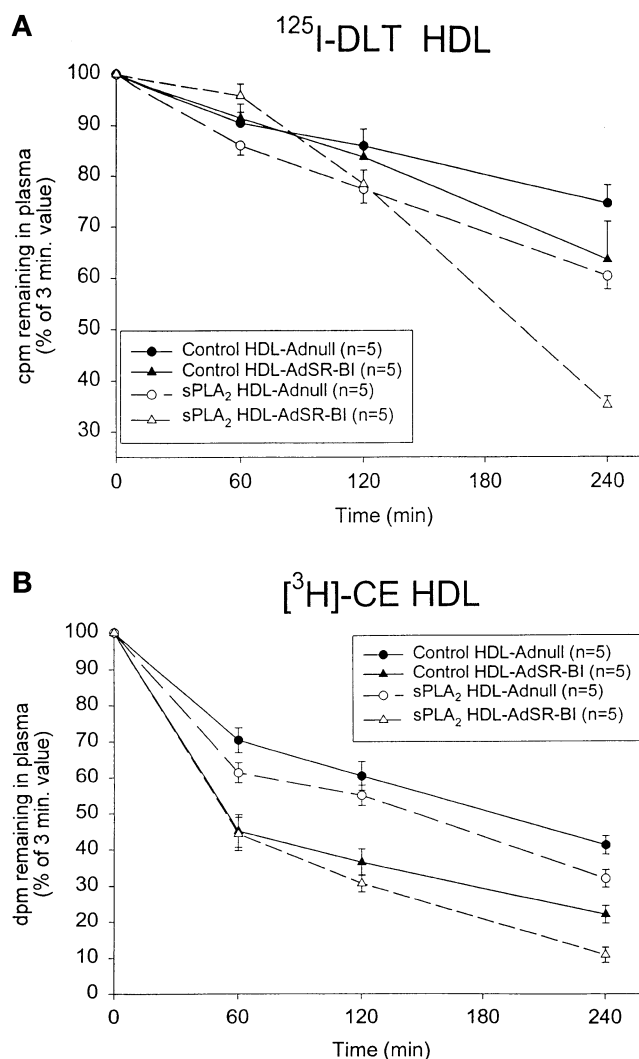 A
¹²⁵I-DLT HDL
cpm remaining in plasma
(% of 3 min. value)
100
90
80
70
60
50
40
30
Control HDL-Adnull (n=5)
Control HDL-AdSR-BI (n=5)
sPLA₂ HDL-Adnull (n=5)
sPLA₂ HDL-AdSR-BI (n=5)
0 60 120 180 240
Time (min)
B
[³H]-CE HDL
dpm remaining in plasma
(% of 3 min. value)
100
90
80
70
60
50
40
30
20
10
0
Control HDL-Adnull (n=5)
Control HDL-AdSR-BI (n=5)
sPLA₂ HDL-Adnull (n=5)
sPLA₂ HDL-AdSR-BI (n=5)
0 60 120 180 240
Time (min)